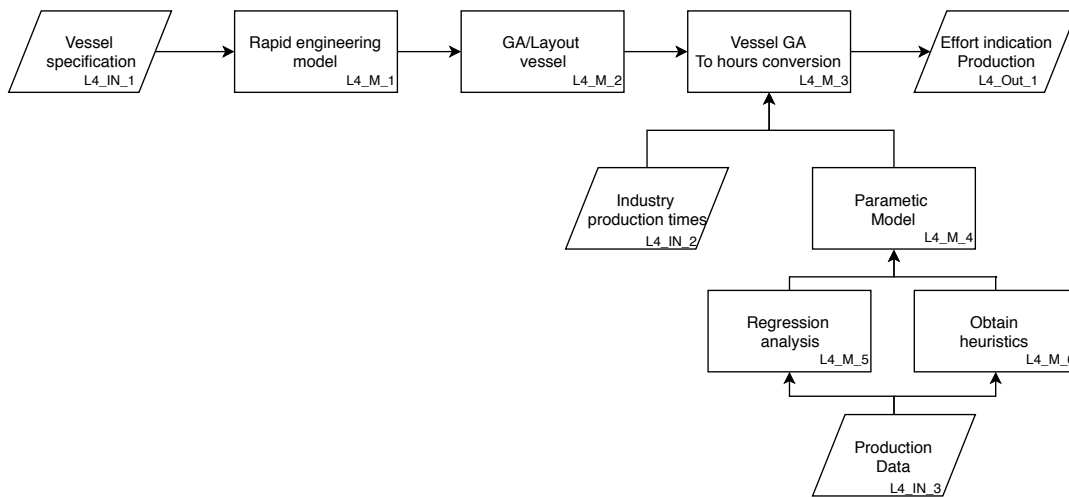 Vessel
specification
L4_IN_1
Rapid engineering
model
L4_M_1
GA/Layout
vessel
L4_M_2
Vessel GA
To hours conversion
L4_M_3
Effort indication
Production
L4_Out_1
Industry
production times
L4_IN_2
Parametic
Model
L4_M_4
Regression
analysis
L4_M_5
Obtain
heuristics
L4_M_6
Production
Data
L4_IN_3